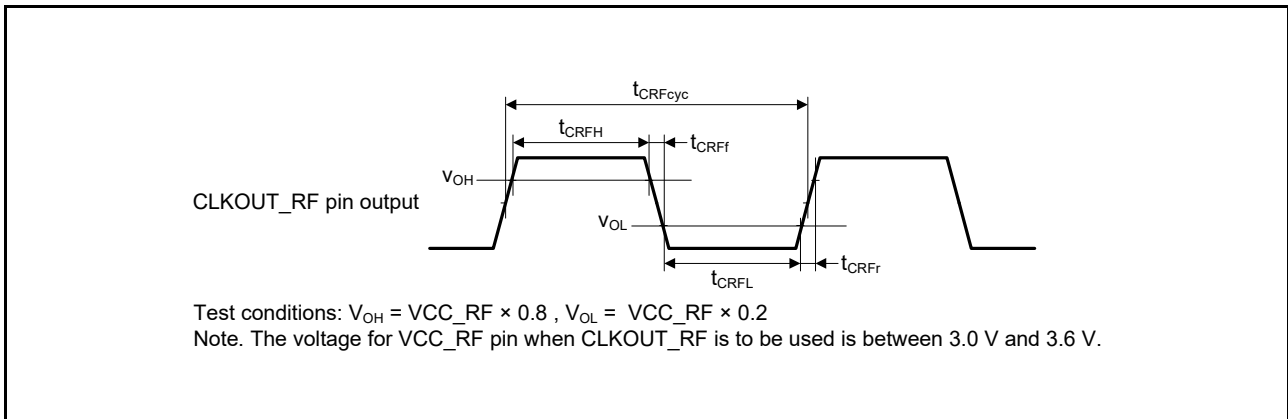 tCRFcyc
tCRFH
tCRFf
VOH
CLKOUT_RF pin output
VOL
tCRFL
tCRFr
Test conditions: VOH = VCC_RF × 0.8 , VOL = VCC_RF × 0.2
Note. The voltage for VCC_RF pin when CLKOUT_RF is to be used is between 3.0 V and 3.6 V.